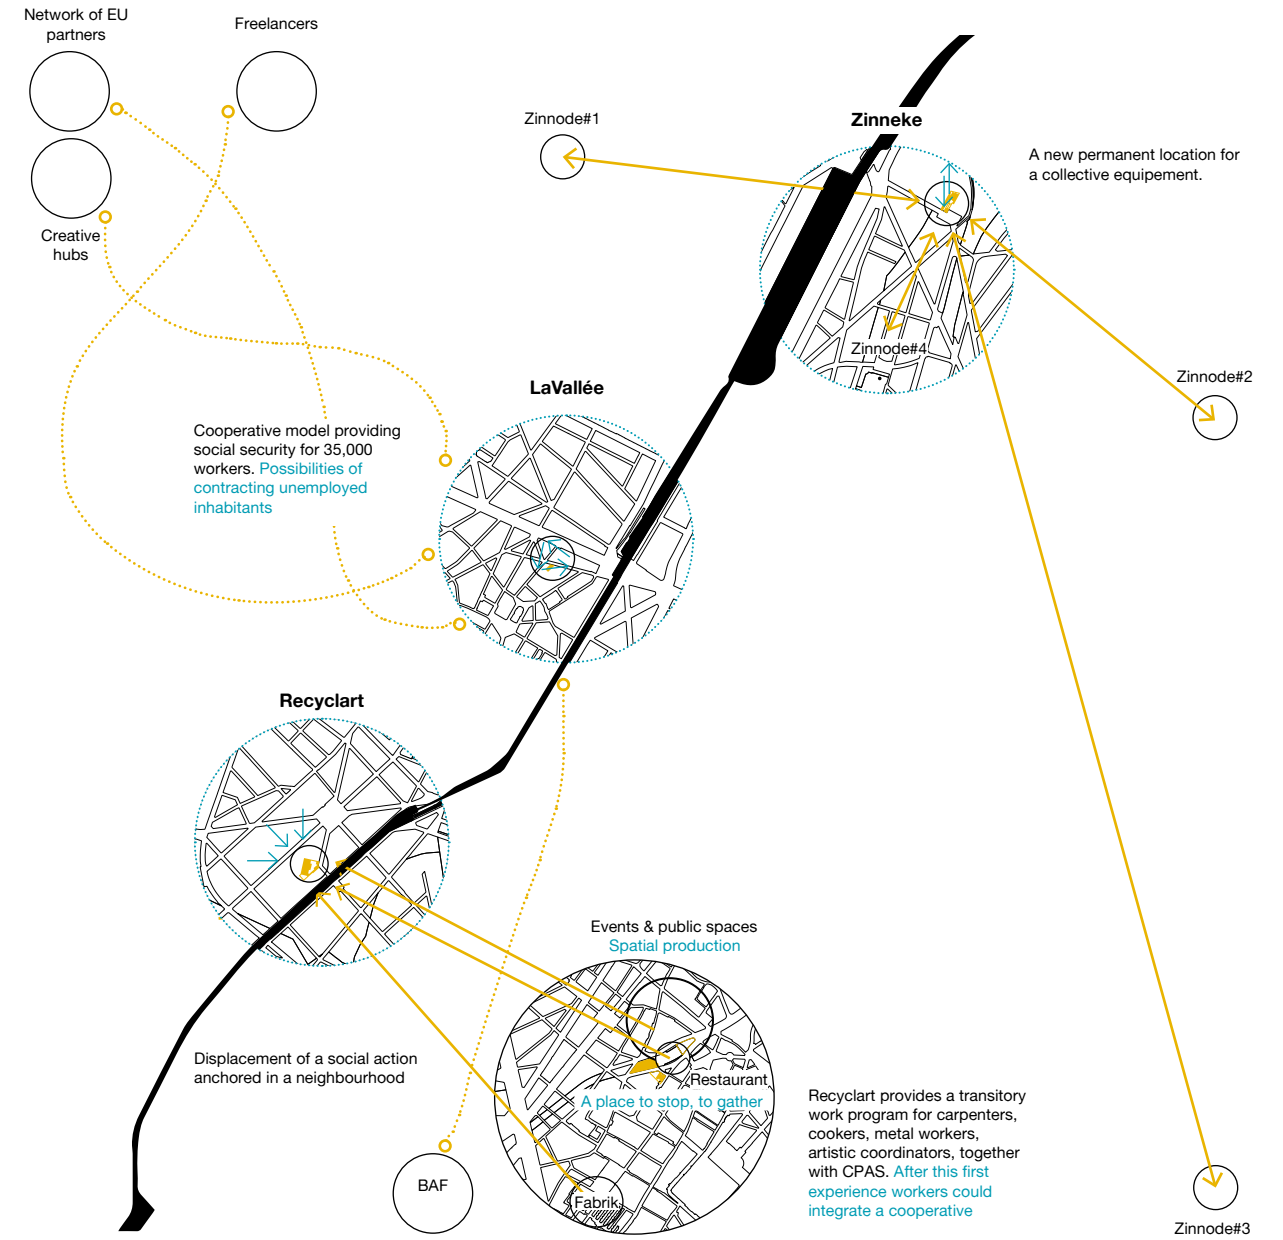 Network of EU
partners
Freelancers
Creative
hubs
Zinnode#1
Zinneke
A new permanent location for
a collective equipement.
Zinnode#4
Zinnode#2
LaVallée
Cooperative model providing
social security for 35,000
workers. Possibilities of
contracting unemployed
inhabitants
Recyclart
Events & public spaces
Spatial production
Displacement of a social action
anchored in a neighbourhood
Restaurant
A place to stop, to gather
Recyclart provides a transitory
work program for carpenters,
cookers, metal workers,
artistic coordinators, together
with CPAS. After this first
experience workers could
integrate a cooperative
BAF
Fabrik
Zinnode#3